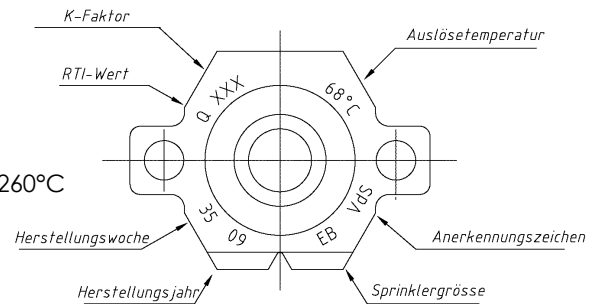 K-Faktor
Auslösetemperatur
RTI-Wert
Q XXX
68°C
260°C
35
09
EB
VdS
Herstellungswoche
Anerkennungszeichen
Herstellungsjahr
Sprinklergrösse